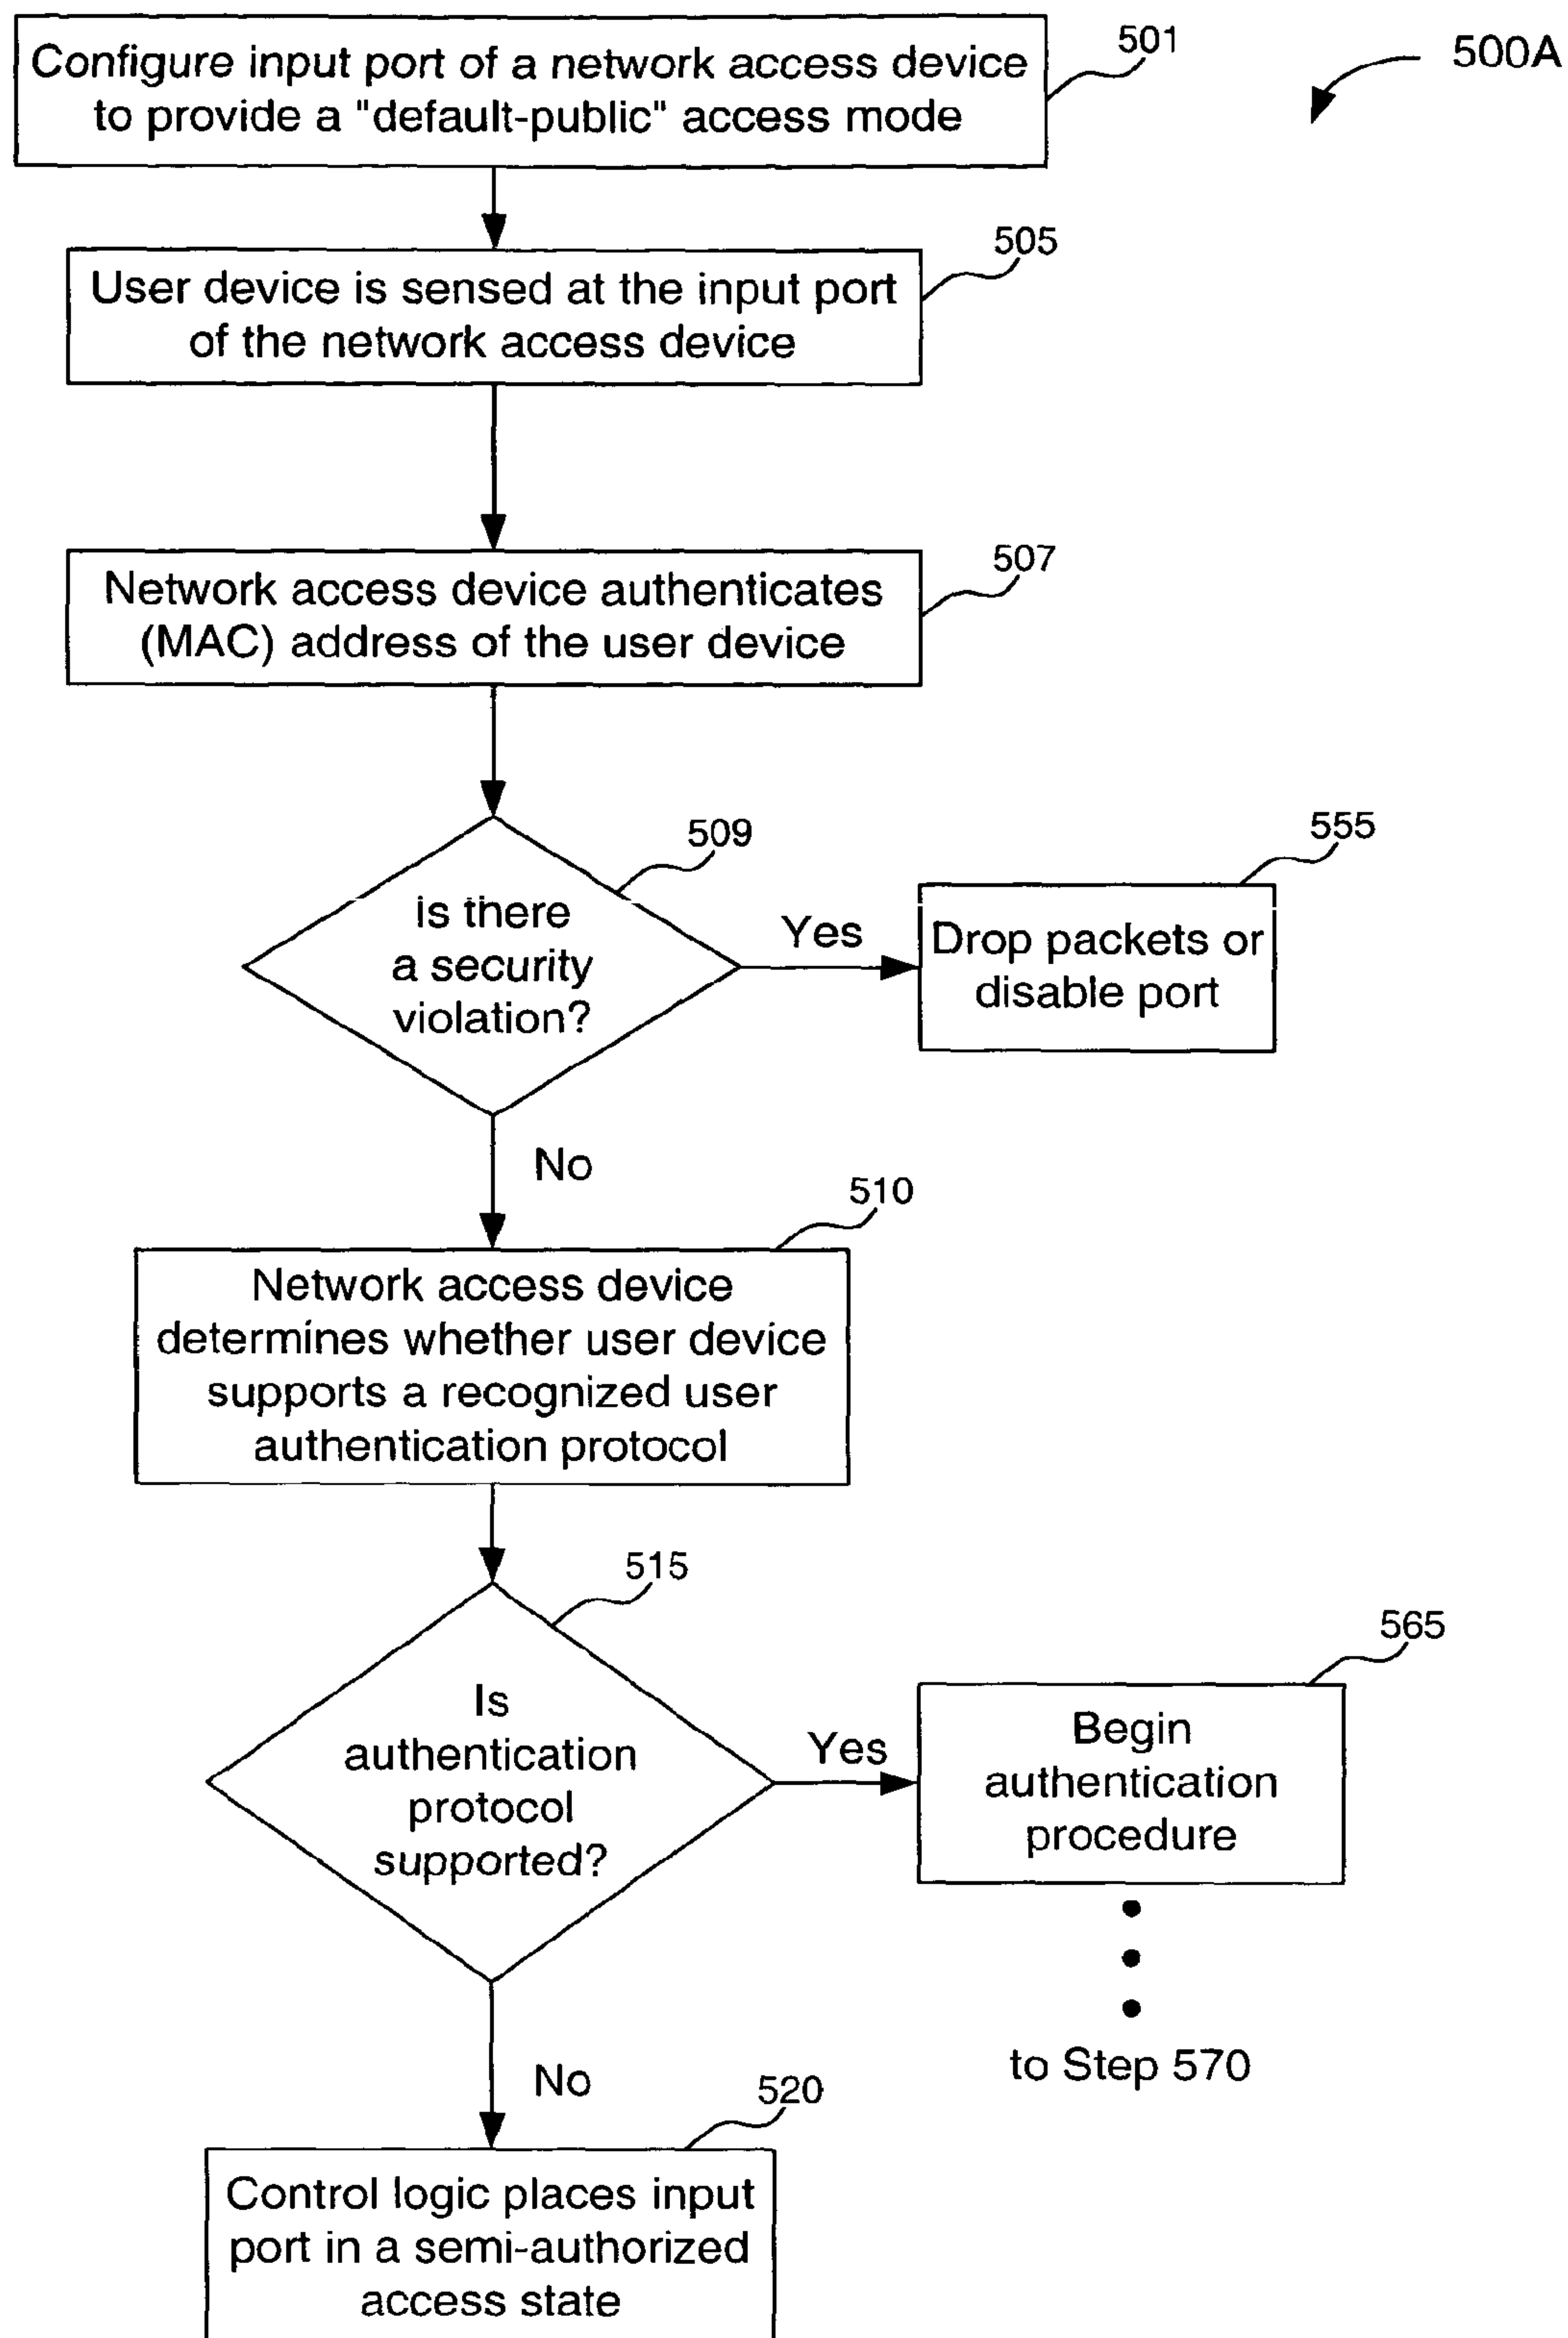 500A
501
Configure input port of a network access device
to provide a "default-public" access mode
505
User device is sensed at the input port
of the network access device
507
Network access device authenticates
(MAC) address of the user device
509
is there
a security
violation?
Yes
555
Drop packets or
disable port
No
510
Network access device
determines whether user device
supports a recognized user
authentication protocol
515
Is
authentication
protocol
supported?
Yes
565
Begin
authentication
procedure
to Step 570
No
520
Control logic places input
port in a semi-authorized
access state